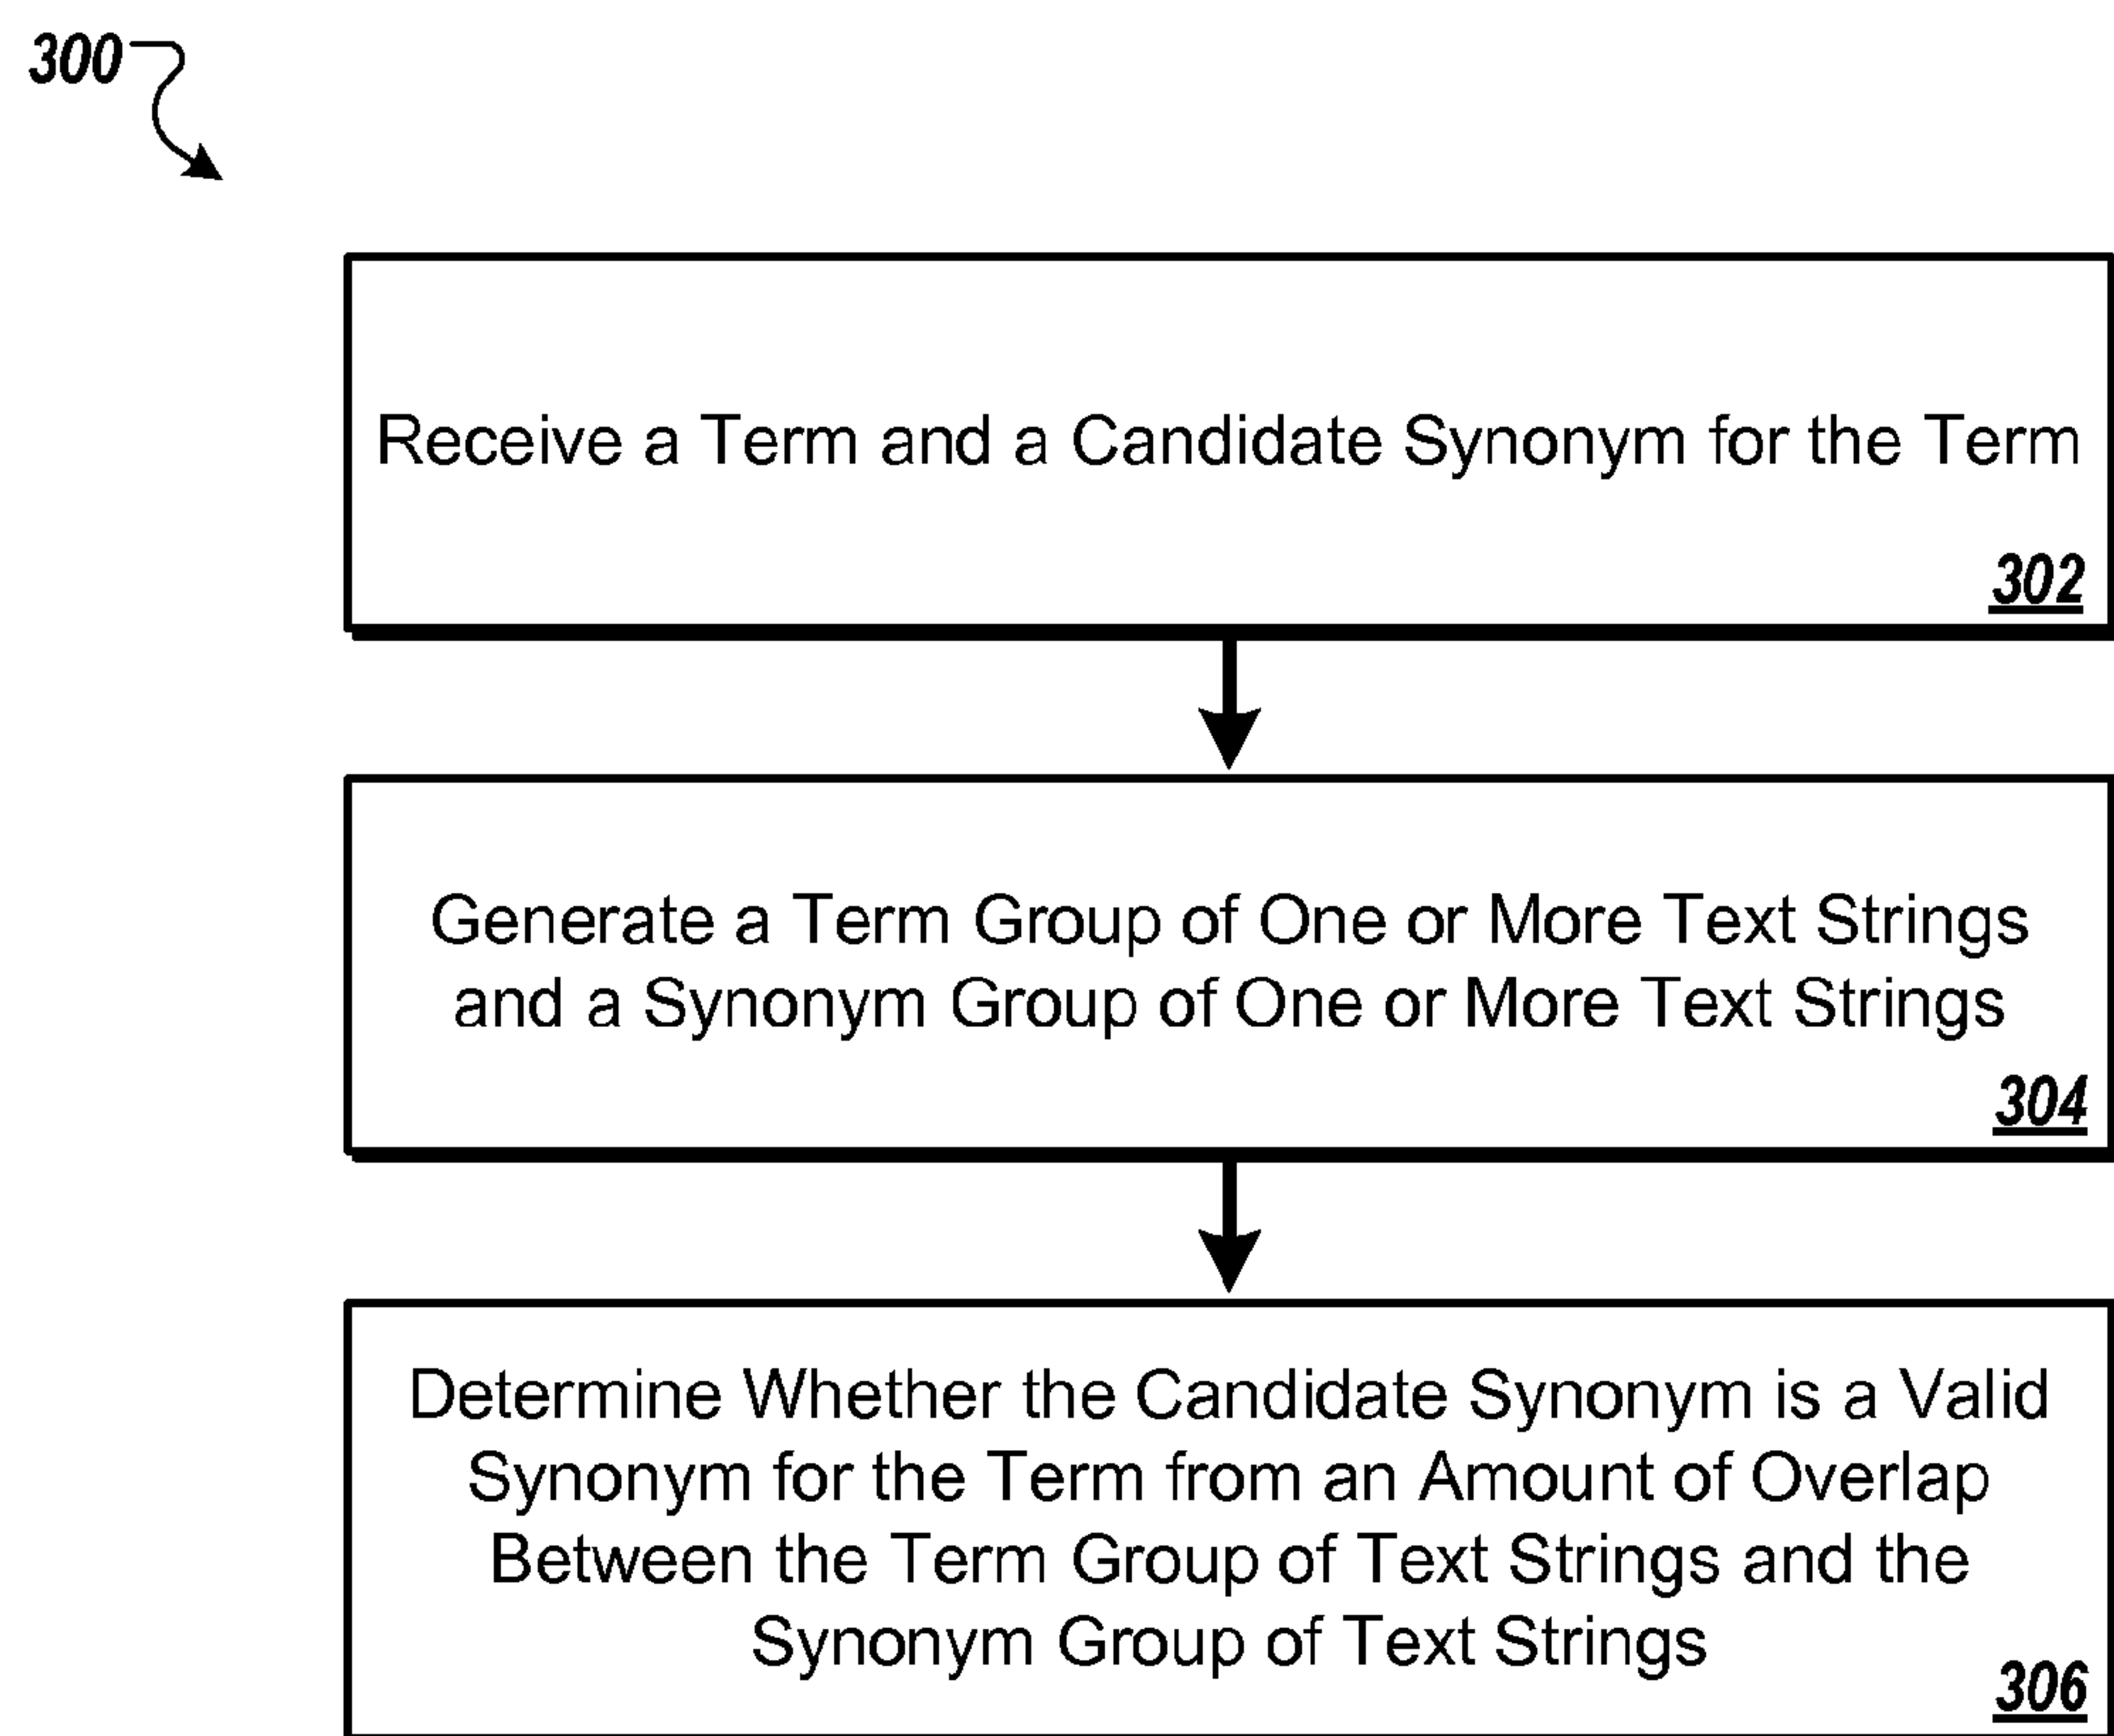 300
Receive a Term and a Candidate Synonym for the Term
302
Generate a Term Group of One or More Text Strings
and a Synonym Group of One or More Text Strings
304
Determine Whether the Candidate Synonym is a Valid
Synonym for the Term from an Amount of Overlap
Between the Term Group of Text Strings and the
Synonym Group of Text Strings
306